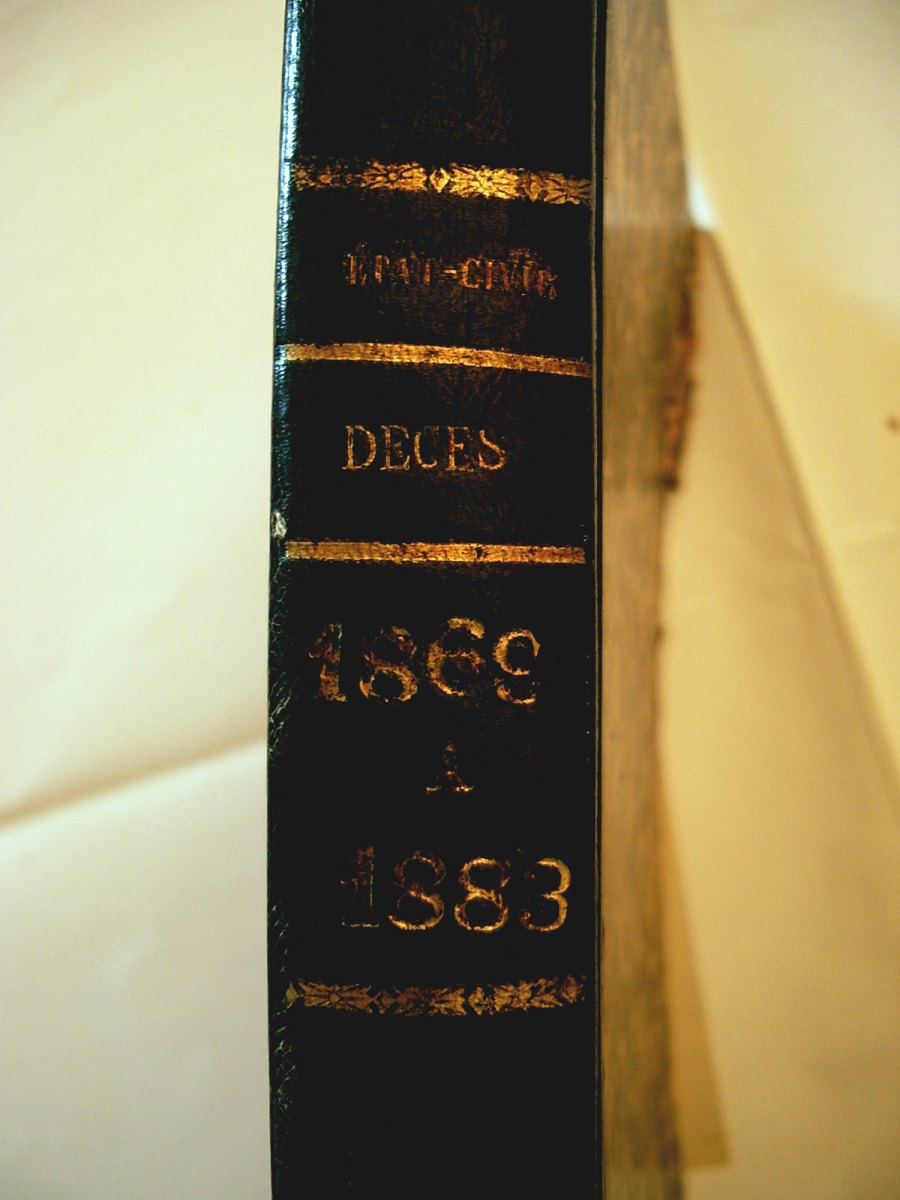 ÉTAT-CIVIL
DECES
1869
A
1883